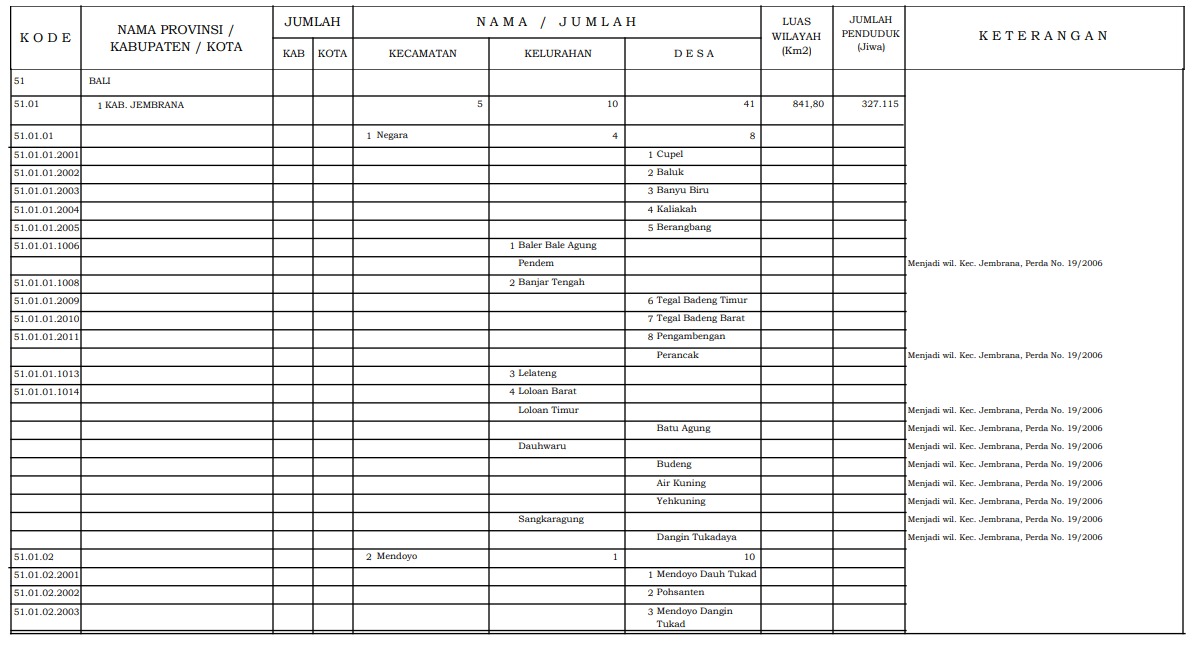 K O D E NAMA PROVINSI / KABUPATEN / KOTA JUMLAH N A M A / J U M L A H LUAS WILAYAH (Km2) JUMLAH PENDUDUK (Jiwa) K E T E R A N G A N
KAB KOTA KECAMATAN KELURAHAN D E S A
51 BALI
51.01 1 KAB. JEMBRANA 5 10 41 841,80 327.115
51.01.01 1 Negara 4 8
51.01.01.2001 1 Cupel
51.01.01.2002 2 Baluk
51.01.01.2003 3 Banyu Biru
51.01.01.2004 4 Kaliakah
51.01.01.2005 5 Berangbang
51.01.01.1006 1 Baler Bale Agung
Pendem Menjadi wil. Kec. Jembrana, Perda No. 19/2006
51.01.01.1008 2 Banjar Tengah
51.01.01.2009 6 Tegal Badeng Timur
51.01.01.2010 7 Tegal Badeng Barat
51.01.01.2011 8 Pengambengan
Perancak Menjadi wil. Kec. Jembrana, Perda No. 19/2006
51.01.01.1013 3 Lelateng
51.01.01.1014 4 Loloan Barat
Loloan Timur Menjadi wil. Kec. Jembrana, Perda No. 19/2006
Batu Agung Menjadi wil. Kec. Jembrana, Perda No. 19/2006
Dauhwaru Menjadi wil. Kec. Jembrana, Perda No. 19/2006
Budeng Menjadi wil. Kec. Jembrana, Perda No. 19/2006
Air Kuning Menjadi wil. Kec. Jembrana, Perda No. 19/2006
Yehkuning Menjadi wil. Kec. Jembrana, Perda No. 19/2006
Sangkaragung Menjadi wil. Kec. Jembrana, Perda No. 19/2006
Dangin Tukadaya Menjadi wil. Kec. Jembrana, Perda No. 19/2006
51.01.02 2 Mendoyo 1 10
51.01.02.2001 1 Mendoyo Dauh Tukad
51.01.02.2002 2 Pohsanten
51.01.02.2003 3 Mendoyo Dangin
Tukad